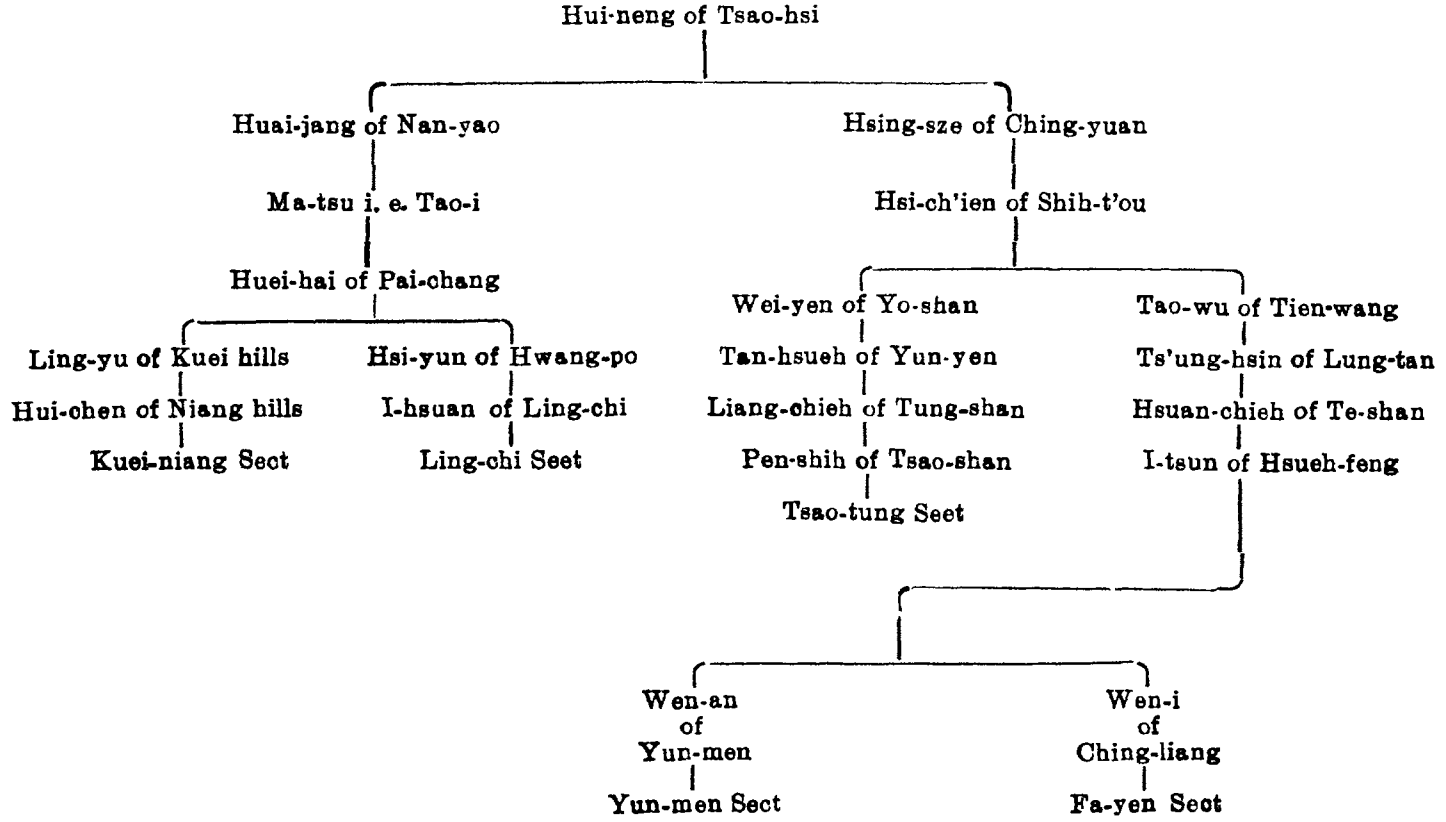 Hui-neng of Tsao-hsi
Huai-jang of Nan-yao
Hsing-sze of Ching-yuan
Ma-tsu i. e. Tao-i
Hsi-ch'ien of Shih-t'ou
Huei-hai of Pai-chang
Wei-yen of Yo-shan
Tao-wu of Tien-wang
Ling-yu of Kuei hills
Hsi-yun of Hwang-po
Tan-hsueh of Yun-yen
Ts'ung-hsin of Lung-tan
Hui-chen of Niang hills
I-hsuan of Ling-chi
Liang-chieh of Tung-shan
Hsuan-chieh of Te-shan
Kuei-niang Sect
Ling-chi Seet
Pen-shih of Tsao-shan
I-tsun of Hsueh-feng
Tsao-tung Seet
Wen-an
of
Yun-men
Yun-men Sect
Wen-i
of
Ching-liang
Fa-yen Sect